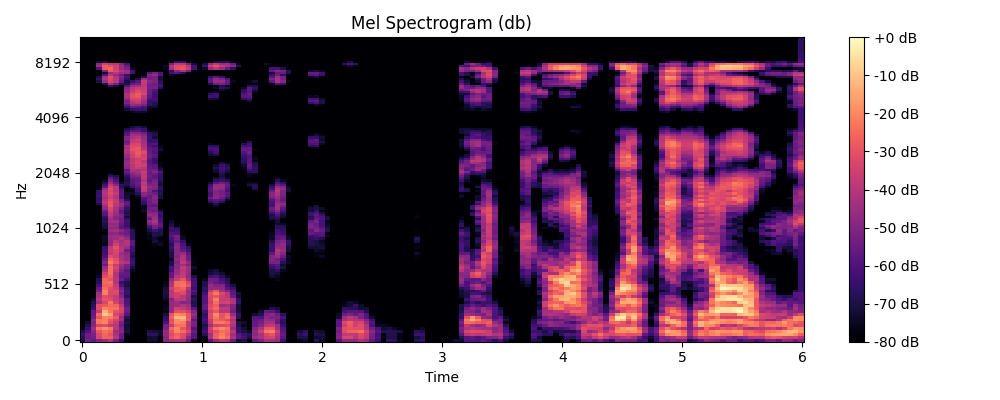 Mel Spectrogram (db)
Hz
8192
4096
2048
1024
512
0
0 1 2 3 4 5 6
Time
+0 dB
-10 dB
-20 dB
-30 dB
-40 dB
-50 dB
-60 dB
-70 dB
-80 dB